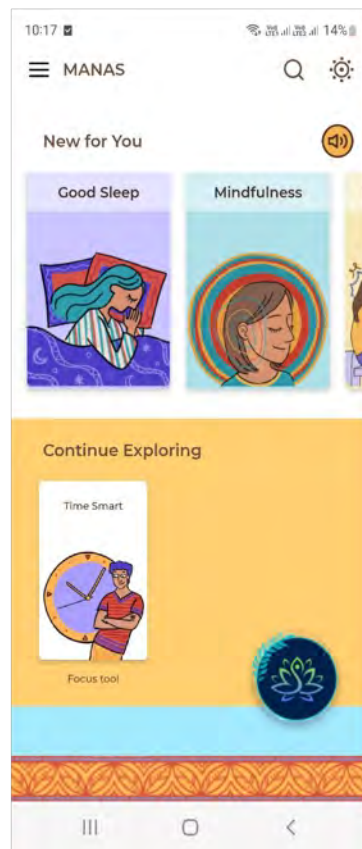 10:17 14%
MANAS
New for You
Good Sleep Mindfulness
Continue Exploring
Time Smart
Focus tool